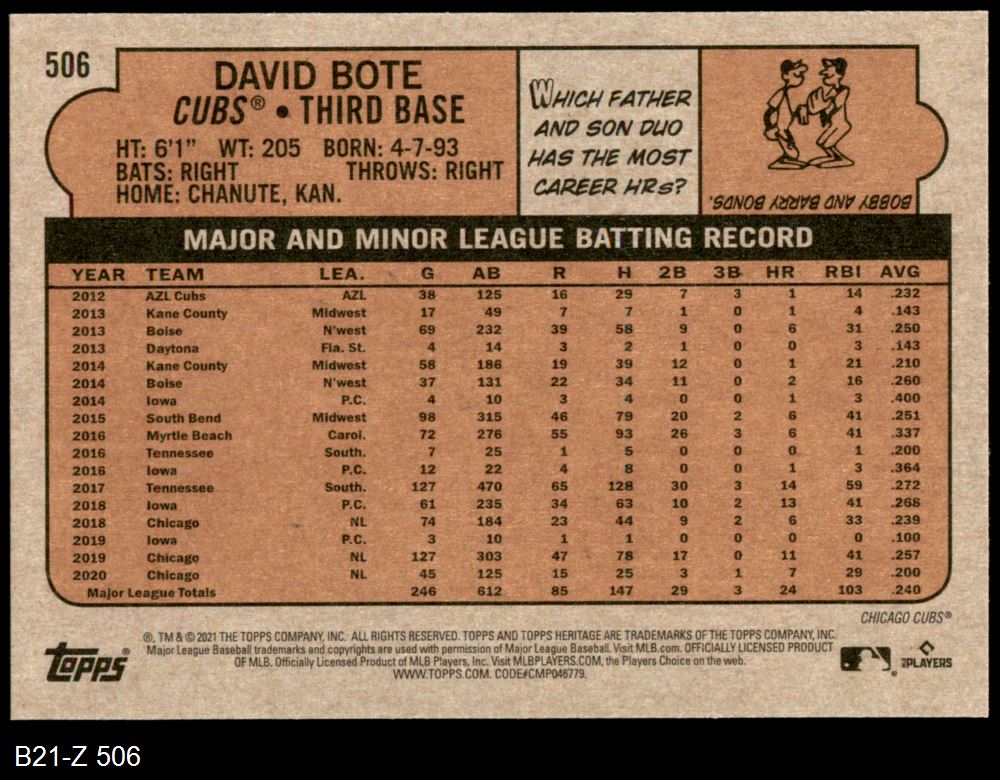 506
DAVID BOTE
CUBS® • THIRD BASE
HT: 6'1" WT: 205 BORN: 4-7-93
BATS: RIGHT THROWS: RIGHT
HOME: CHANUTE, KAN.
WHICH FATHER
AND SON DUO
HAS THE MOST
CAREER HRs?
BOBBY AND BARRY BONDS.
MAJOR AND MINOR LEAGUE BATTING RECORD
YEAR TEAM LEA. G AB R H 2B 3B HR RBI AVG
2012 AZL Cubs AZL 38 125 16 29 7 3 1 14 .232
2013 Kane County Midwest 17 49 7 7 1 0 1 4 .143
2013 Boise N'west 69 232 39 58 9 0 6 31 .250
2013 Daytona Fla. St. 4 14 3 2 1 0 0 3 .143
2014 Kane County Midwest 58 186 19 39 12 0 1 21 .210
2014 Boise N'west 37 131 22 34 11 0 2 16 .260
2014 Iowa P.C. 4 10 3 4 0 0 1 3 .400
2015 South Bend Midwest 98 315 46 79 20 2 6 41 .251
2016 Myrtle Beach Carol. 72 276 55 93 26 3 6 41 .337
2016 Tennessee South. 7 25 1 5 0 0 0 1 .200
2016 Iowa P.C. 12 22 4 8 0 0 1 3 .364
2017 Tennessee South. 127 470 65 128 30 3 14 59 .272
2018 Iowa P.C. 61 235 34 63 10 2 13 41 .268
2018 Chicago NL 74 184 23 44 9 2 6 33 .239
2019 Iowa P.C. 3 10 1 1 0 0 0 0 .100
2019 Chicago NL 127 303 47 78 17 0 11 41 .257
2020 Chicago NL 45 125 15 25 3 1 7 29 .200
Major League Totals 246 612 85 147 29 3 24 103 .240
CHICAGO CUBS®
®, TM & © 2021 THE TOPPS COMPANY, INC. ALL RIGHTS RESERVED. TOPPS AND TOPPS HERITAGE ARE TRADEMARKS OF THE TOPPS COMPANY, INC.
Major League Baseball trademarks and copyrights are used with permission of Major League Baseball. Visit MLB.com. OFFICIALLY LICENSED PRODUCT
OF MLB. Officially Licensed Product of MLB Players, Inc. Visit MLBPLAYERS.COM, the Players Choice on the web.
WWW.TOPPS.COM. CODE#CMP046779.
topps®
PLAYERS
B21-Z 506